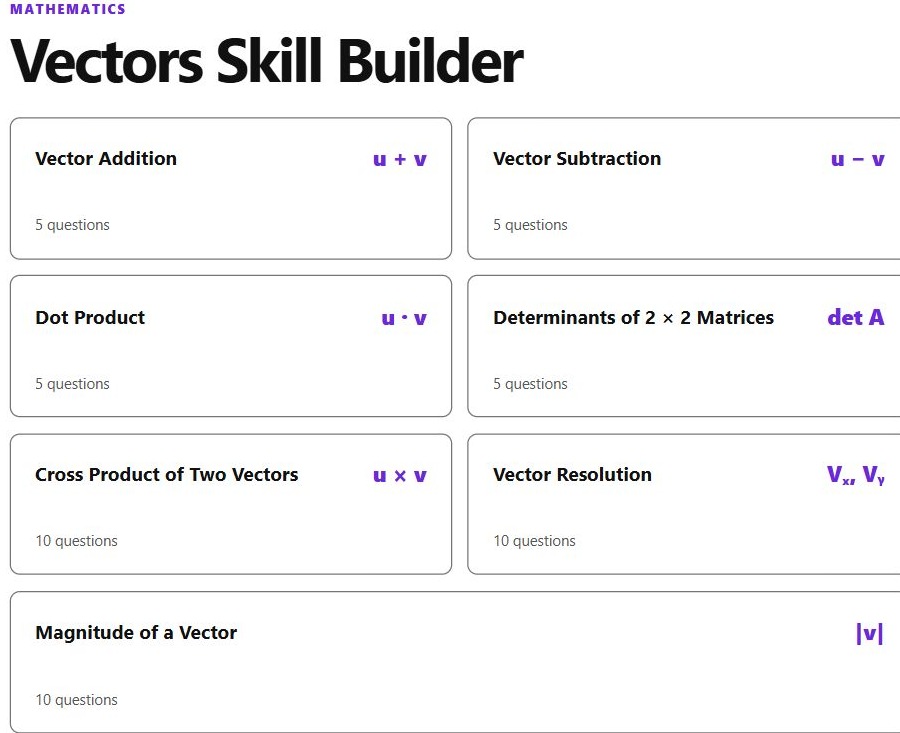 MATHEMATICS
Vectors Skill Builder
Vector Addition u + v
5 questions
Vector Subtraction u − v
5 questions
Dot Product u · v
5 questions
Determinants of 2 × 2 Matrices det A
5 questions
Cross Product of Two Vectors u × v
10 questions
Vector Resolution Vₓ, Vᵧ
10 questions
Magnitude of a Vector |v|
10 questions